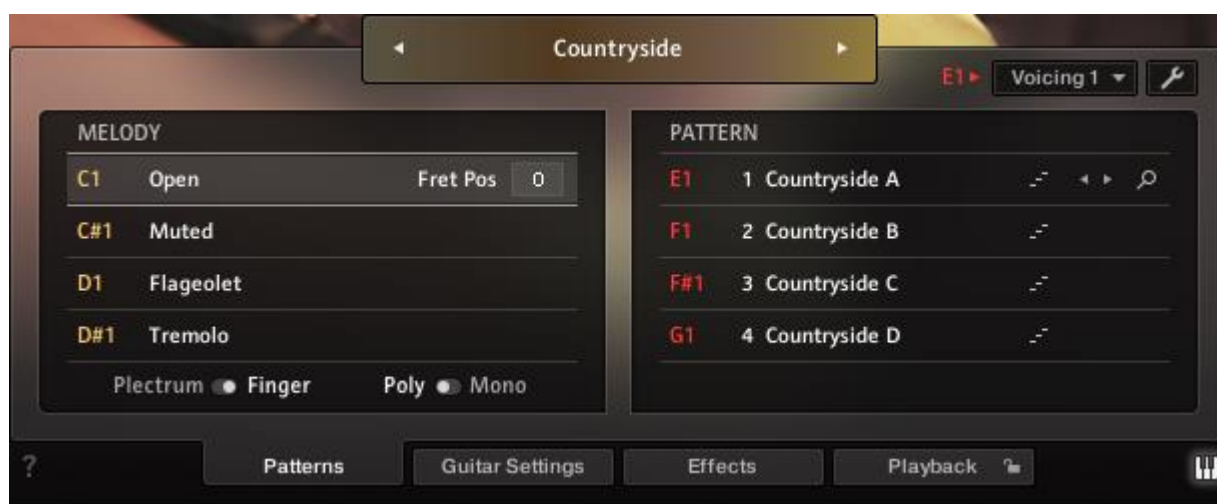 Countryside
E1 Voicing 1
MELODY
C1 Open Fret Pos 0
C#1 Muted
D1 Flageolet
D#1 Tremolo
Plectrum Finger Poly Mono
PATTERN
E1 1 Countryside A
F1 2 Countryside B
F#1 3 Countryside C
G1 4 Countryside D
? Patterns Guitar Settings Effects Playback